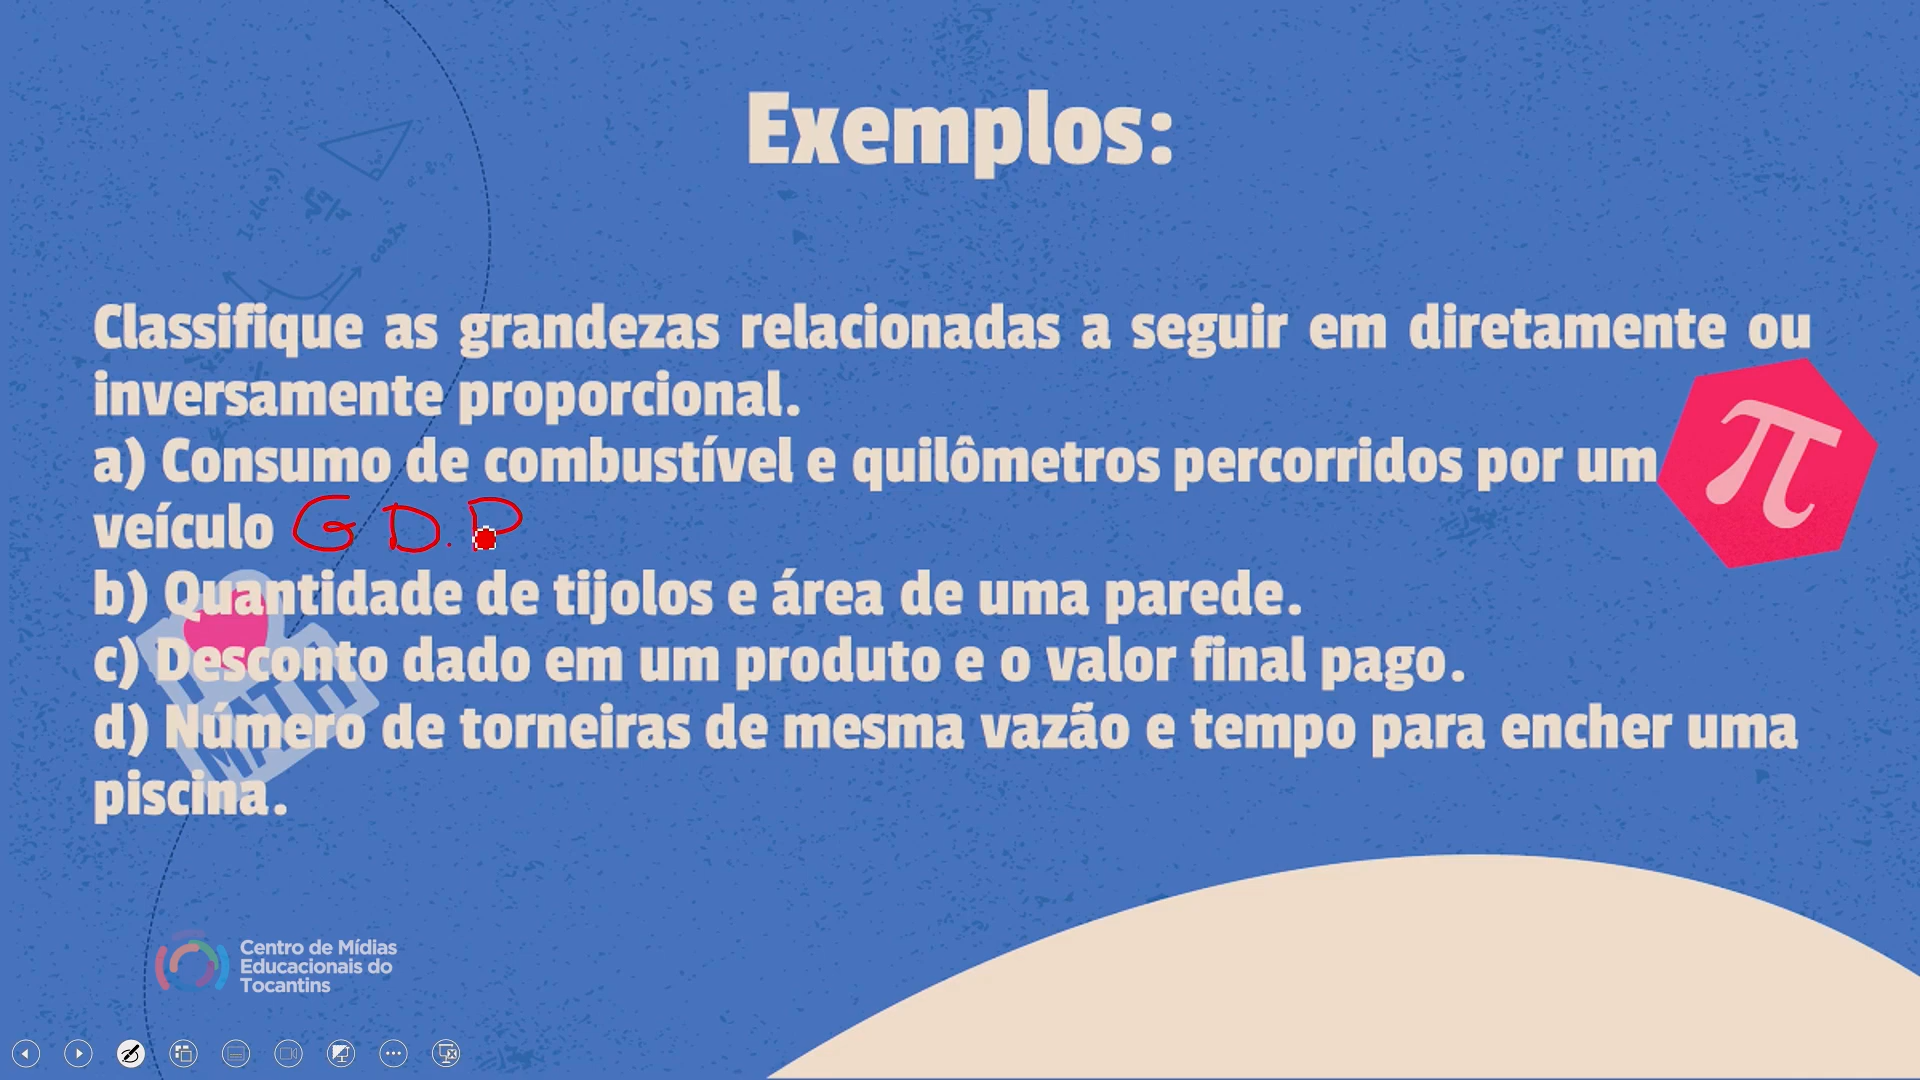 Exemplos:
Classifique as grandezas relacionadas a seguir em diretamente ou
inversamente proporcional.
a) Consumo de combustível e quilômetros percorridos por um
veículo G D.P
b) Quantidade de tijolos e área de uma parede.
c) Desconto dado em um produto e o valor final pago.
d) Número de torneiras de mesma vazão e tempo para encher uma
piscina.
π
MATH
Centro de Mídias
Educacionais do
Tocantins